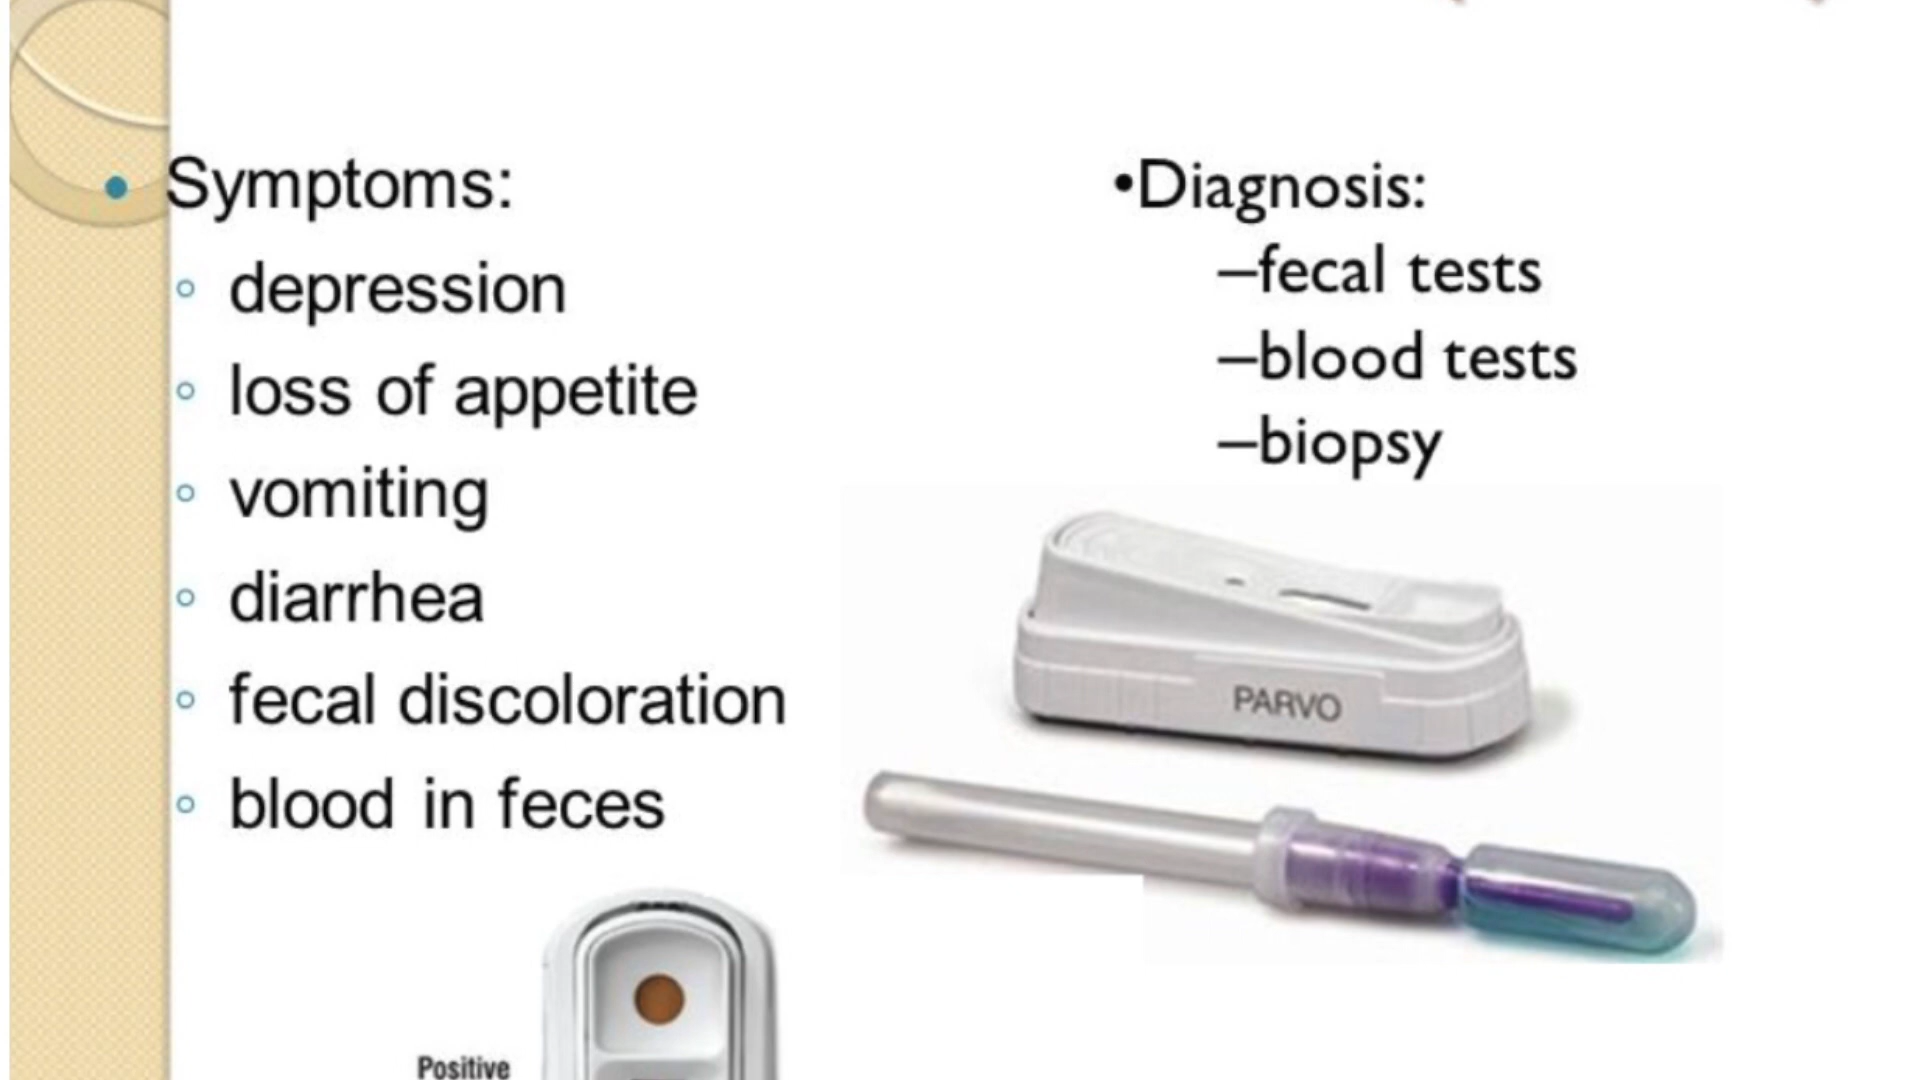 Symptoms:
depression
loss of appetite
vomiting
diarrhea
fecal discoloration
blood in feces
•Diagnosis:
–fecal tests
–blood tests
–biopsy
PARVO
Positive